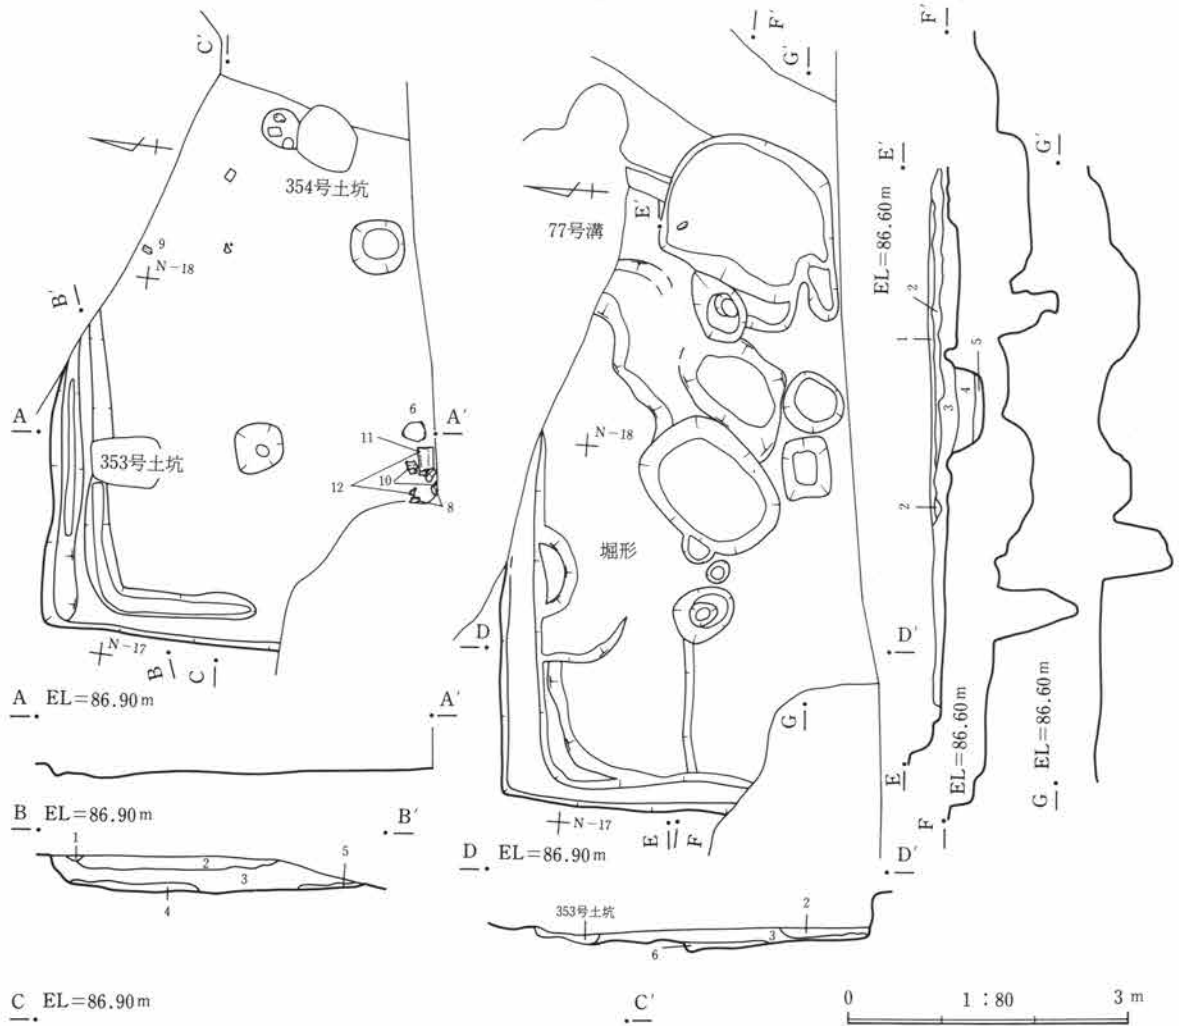 C'
354号土坑
9
N-18
B'
A
A'
6
11
353号土坑
12
10
8
N-17
B
C
A EL=86.90m
A'
B EL=86.90m
B'
1
2
3
4
5
C EL=86.90m
C'
F'
G'
77号溝
E'
N-18
堀形
D
D'
G
N-17
E
F
D EL=86.90m
D'
353号土坑
2
3
6
E'
EL=86.60m
2
1
3
4
5
2
E
F'
EL=86.60m
F
G'
G EL=86.60m
0 1:80 3m